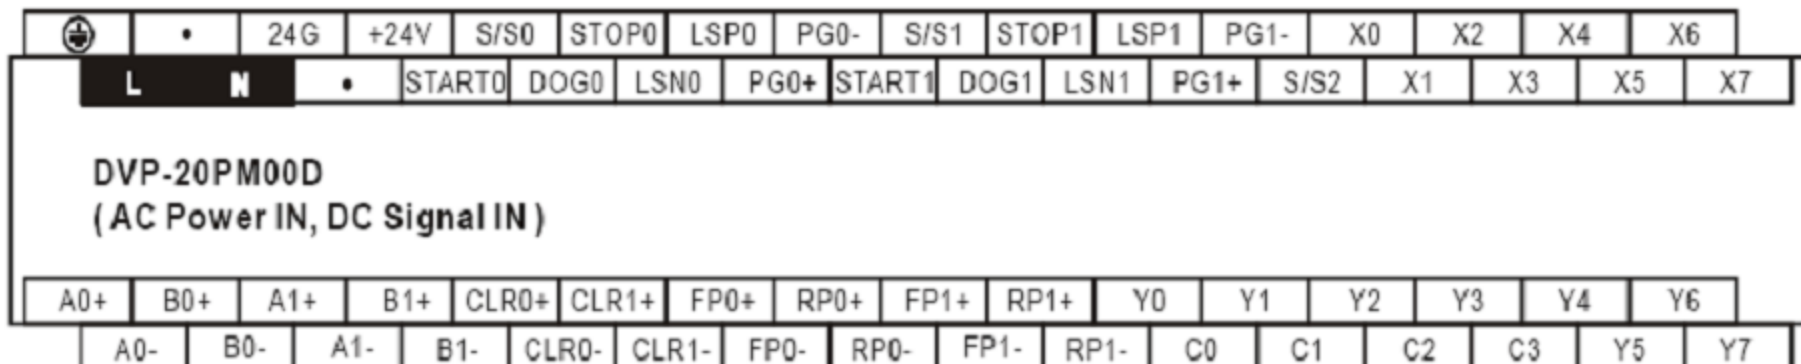 • 24G +24V S/S0 STOP0 LSP0 PG0- S/S1 STOP1 LSP1 PG1- X0 X2 X4 X6
L N • START0 DOG0 LSN0 PG0+ START1 DOG1 LSN1 PG1+ S/S2 X1 X3 X5 X7
DVP-20PM00D
( AC Power IN, DC Signal IN )
A0+ B0+ A1+ B1+ CLR0+ CLR1+ FP0+ RP0+ FP1+ RP1+ Y0 Y1 Y2 Y3 Y4 Y6
A0- B0- A1- B1- CLR0- CLR1- FP0- RP0- FP1- RP1- C0 C1 C2 C3 Y5 Y7